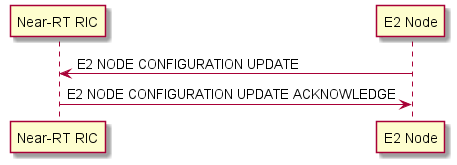 Near-RT RIC E2 Node
E2 NODE CONFIGURATION UPDATE
E2 NODE CONFIGURATION UPDATE ACKNOWLEDGE
Near-RT RIC E2 Node